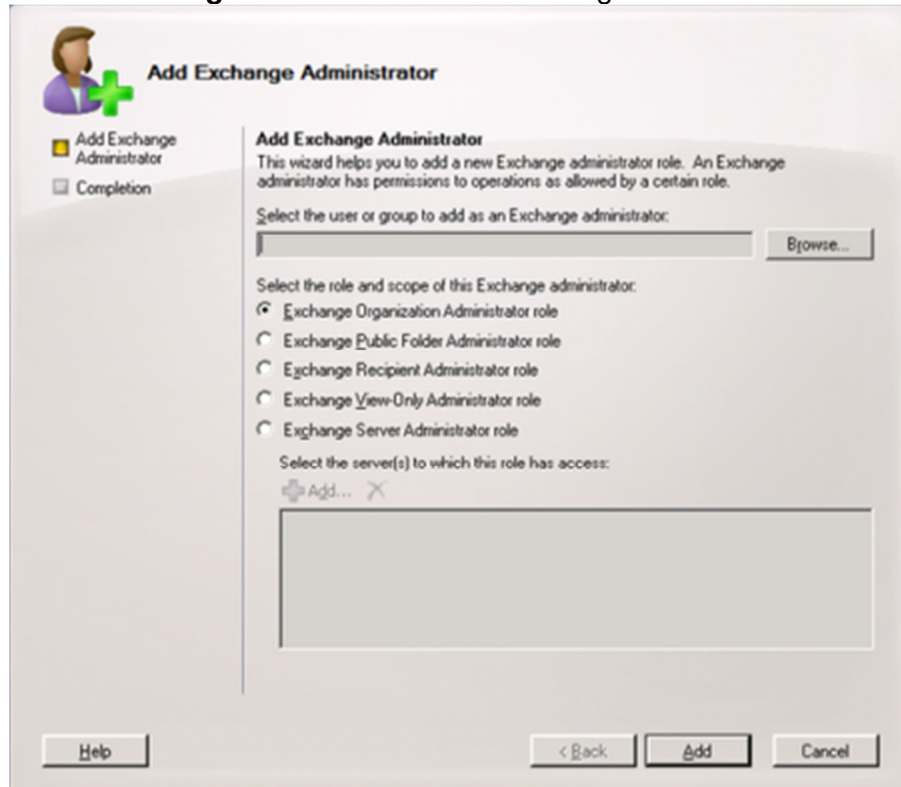 Add Exchange Administrator
Add Exchange
Administrator
Completion
Add Exchange Administrator
This wizard helps you to add a new Exchange administrator role. An Exchange
administrator has permissions to operations as allowed by a certain role.
Select the user or group to add as an Exchange administrator:
Browse...
Select the role and scope of this Exchange administrator:
Exchange Organization Administrator role
Exchange Public Folder Administrator role
Exchange Recipient Administrator role
Exchange View-Only Administrator role
Exchange Server Administrator role
Select the server(s) to which this role has access:
Add...
Help
< Back
Add
Cancel